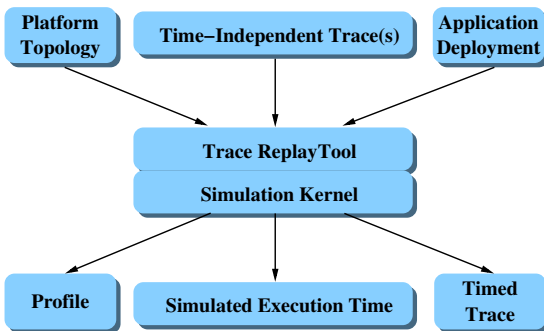 Platform
Topology
Time−Independent Trace(s)
Application
Deployment
Trace ReplayTool
Simulation Kernel
Profile
Simulated Execution Time
Timed
Trace